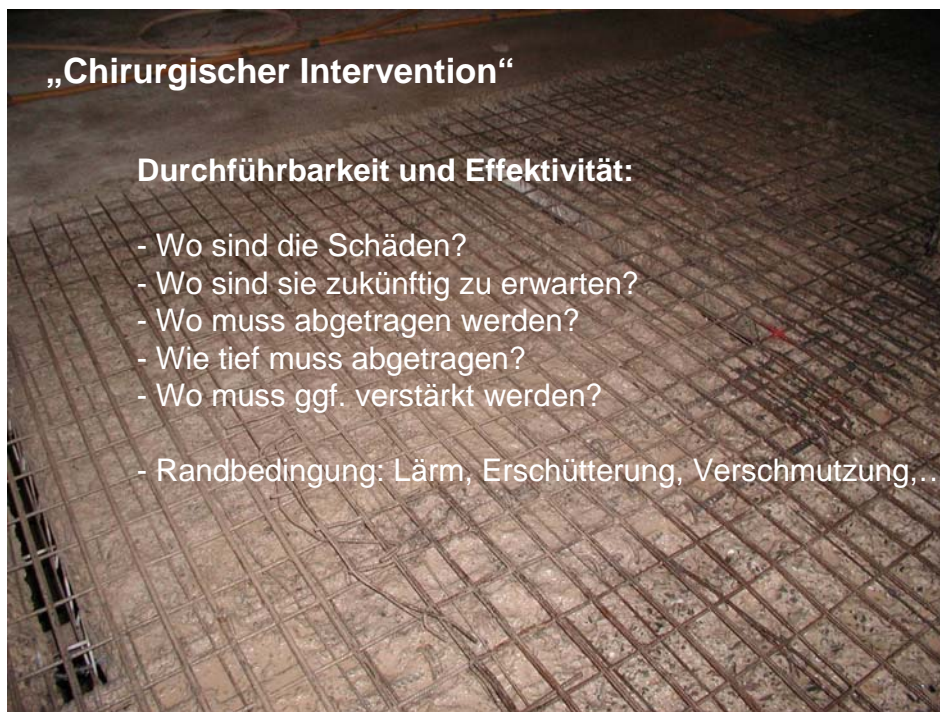 „Chirurgischer Intervention“
Durchführbarkeit und Effektivität:
- Wo sind die Schäden?
- Wo sind sie zukünftig zu erwarten?
- Wo muss abgetragen werden?
- Wie tief muss abgetragen?
- Wo muss ggf. verstärkt werden?
- Randbedingung: Lärm, Erschütterung, Verschmutzung,…